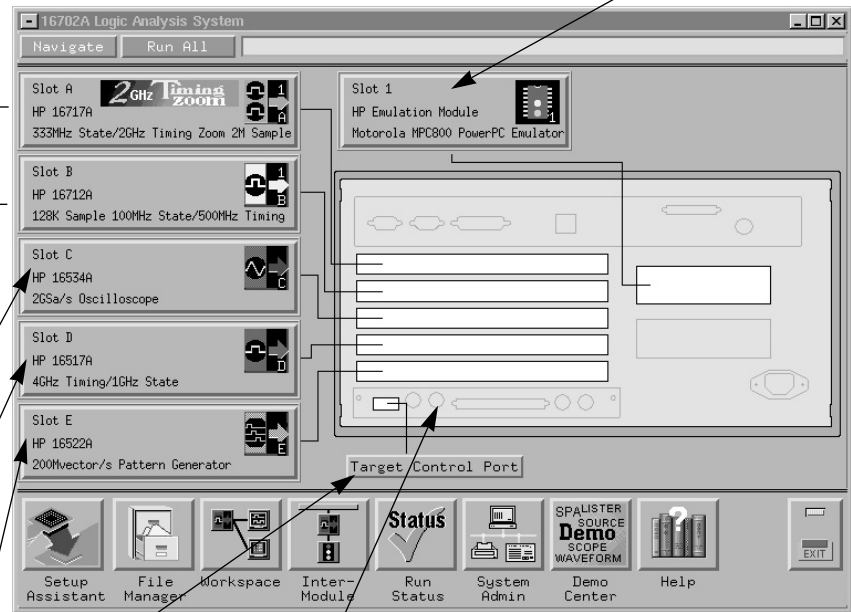 16702A Logic Analysis System
Navigate
Run All
Slot A
2GHz Timing zoom
1
A
HP 16717A
333MHz State/2GHz Timing Zoom 2M Sample
Slot 1
HP Emulation Module
1
Motorola MPC800 PowerPC Emulator
Slot B
1
B
HP 16712A
128K Sample 100MHz State/500MHz Timing
Slot C
HP 16534A
C
2GSa/s Oscilloscope
Slot D
HP 16517A
D
4GHz Timing/1GHz State
Slot E
HP 16522A
E
200Mvector/s Pattern Generator
Target Control Port
Status
SPALISTER
SOURCE
Demo
SCOPE
WAVEFORM
?
EXIT
Setup
Assistant
File
Manager
Workspace
Inter-
Module
Run
Status
System
Admin
Demo
Center
Help